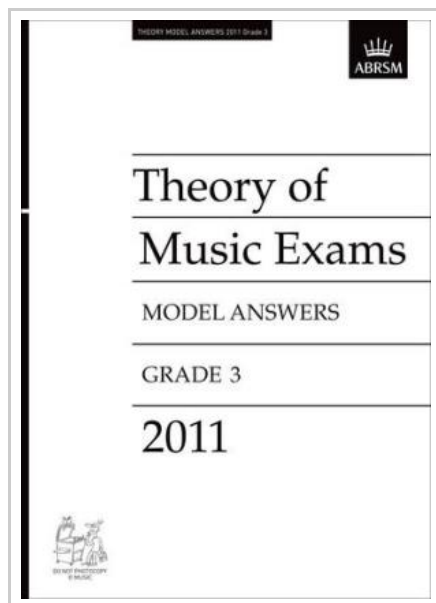 THEORY MODEL ANSWERS 2011 Grade 3
ABRSM
Theory of
Music Exams
MODEL ANSWERS
GRADE 3
2011
DO NOT PHOTOCOPY
© MUSIC